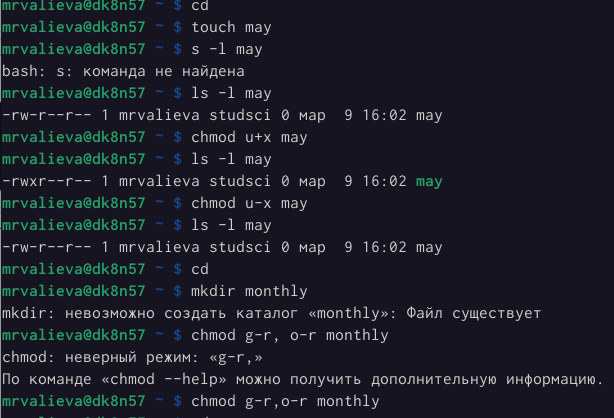 mrvalieva@dk8n57 ~ $ cd
mrvalieva@dk8n57 ~ $ touch may
mrvalieva@dk8n57 ~ $ s -l may
bash: s: команда не найдена
mrvalieva@dk8n57 ~ $ ls -l may
-rw-r--r-- 1 mrvalieva studsci 0 мар  9 16:02 may
mrvalieva@dk8n57 ~ $ chmod u+x may
mrvalieva@dk8n57 ~ $ ls -l may
-rwxr--r-- 1 mrvalieva studsci 0 мар  9 16:02 may
mrvalieva@dk8n57 ~ $ chmod u-x may
mrvalieva@dk8n57 ~ $ ls -l may
-rw-r--r-- 1 mrvalieva studsci 0 мар  9 16:02 may
mrvalieva@dk8n57 ~ $ cd
mrvalieva@dk8n57 ~ $ mkdir monthly
mkdir: невозможно создать каталог «monthly»: Файл существует
mrvalieva@dk8n57 ~ $ chmod g-r, o-r monthly
chmod: неверный режим: «g-r,»
По команде «chmod --help» можно получить дополнительную информацию.
mrvalieva@dk8n57 ~ $ chmod g-r,o-r monthly